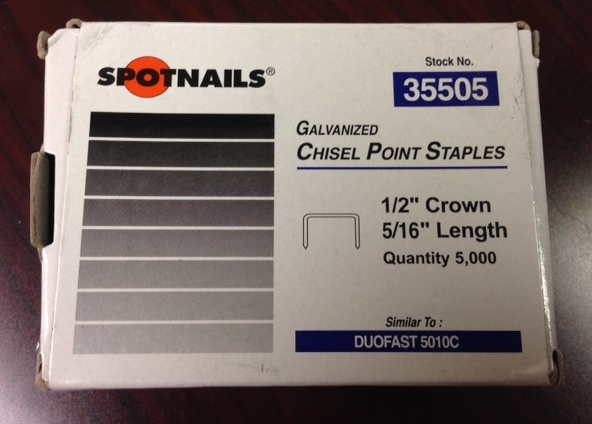 SPOTNAILS®
Stock No.
35505
GALVANIZED
CHISEL POINT STAPLES
1/2" Crown
5/16" Length
Quantity 5,000
Similar To :
DUOFAST 5010C